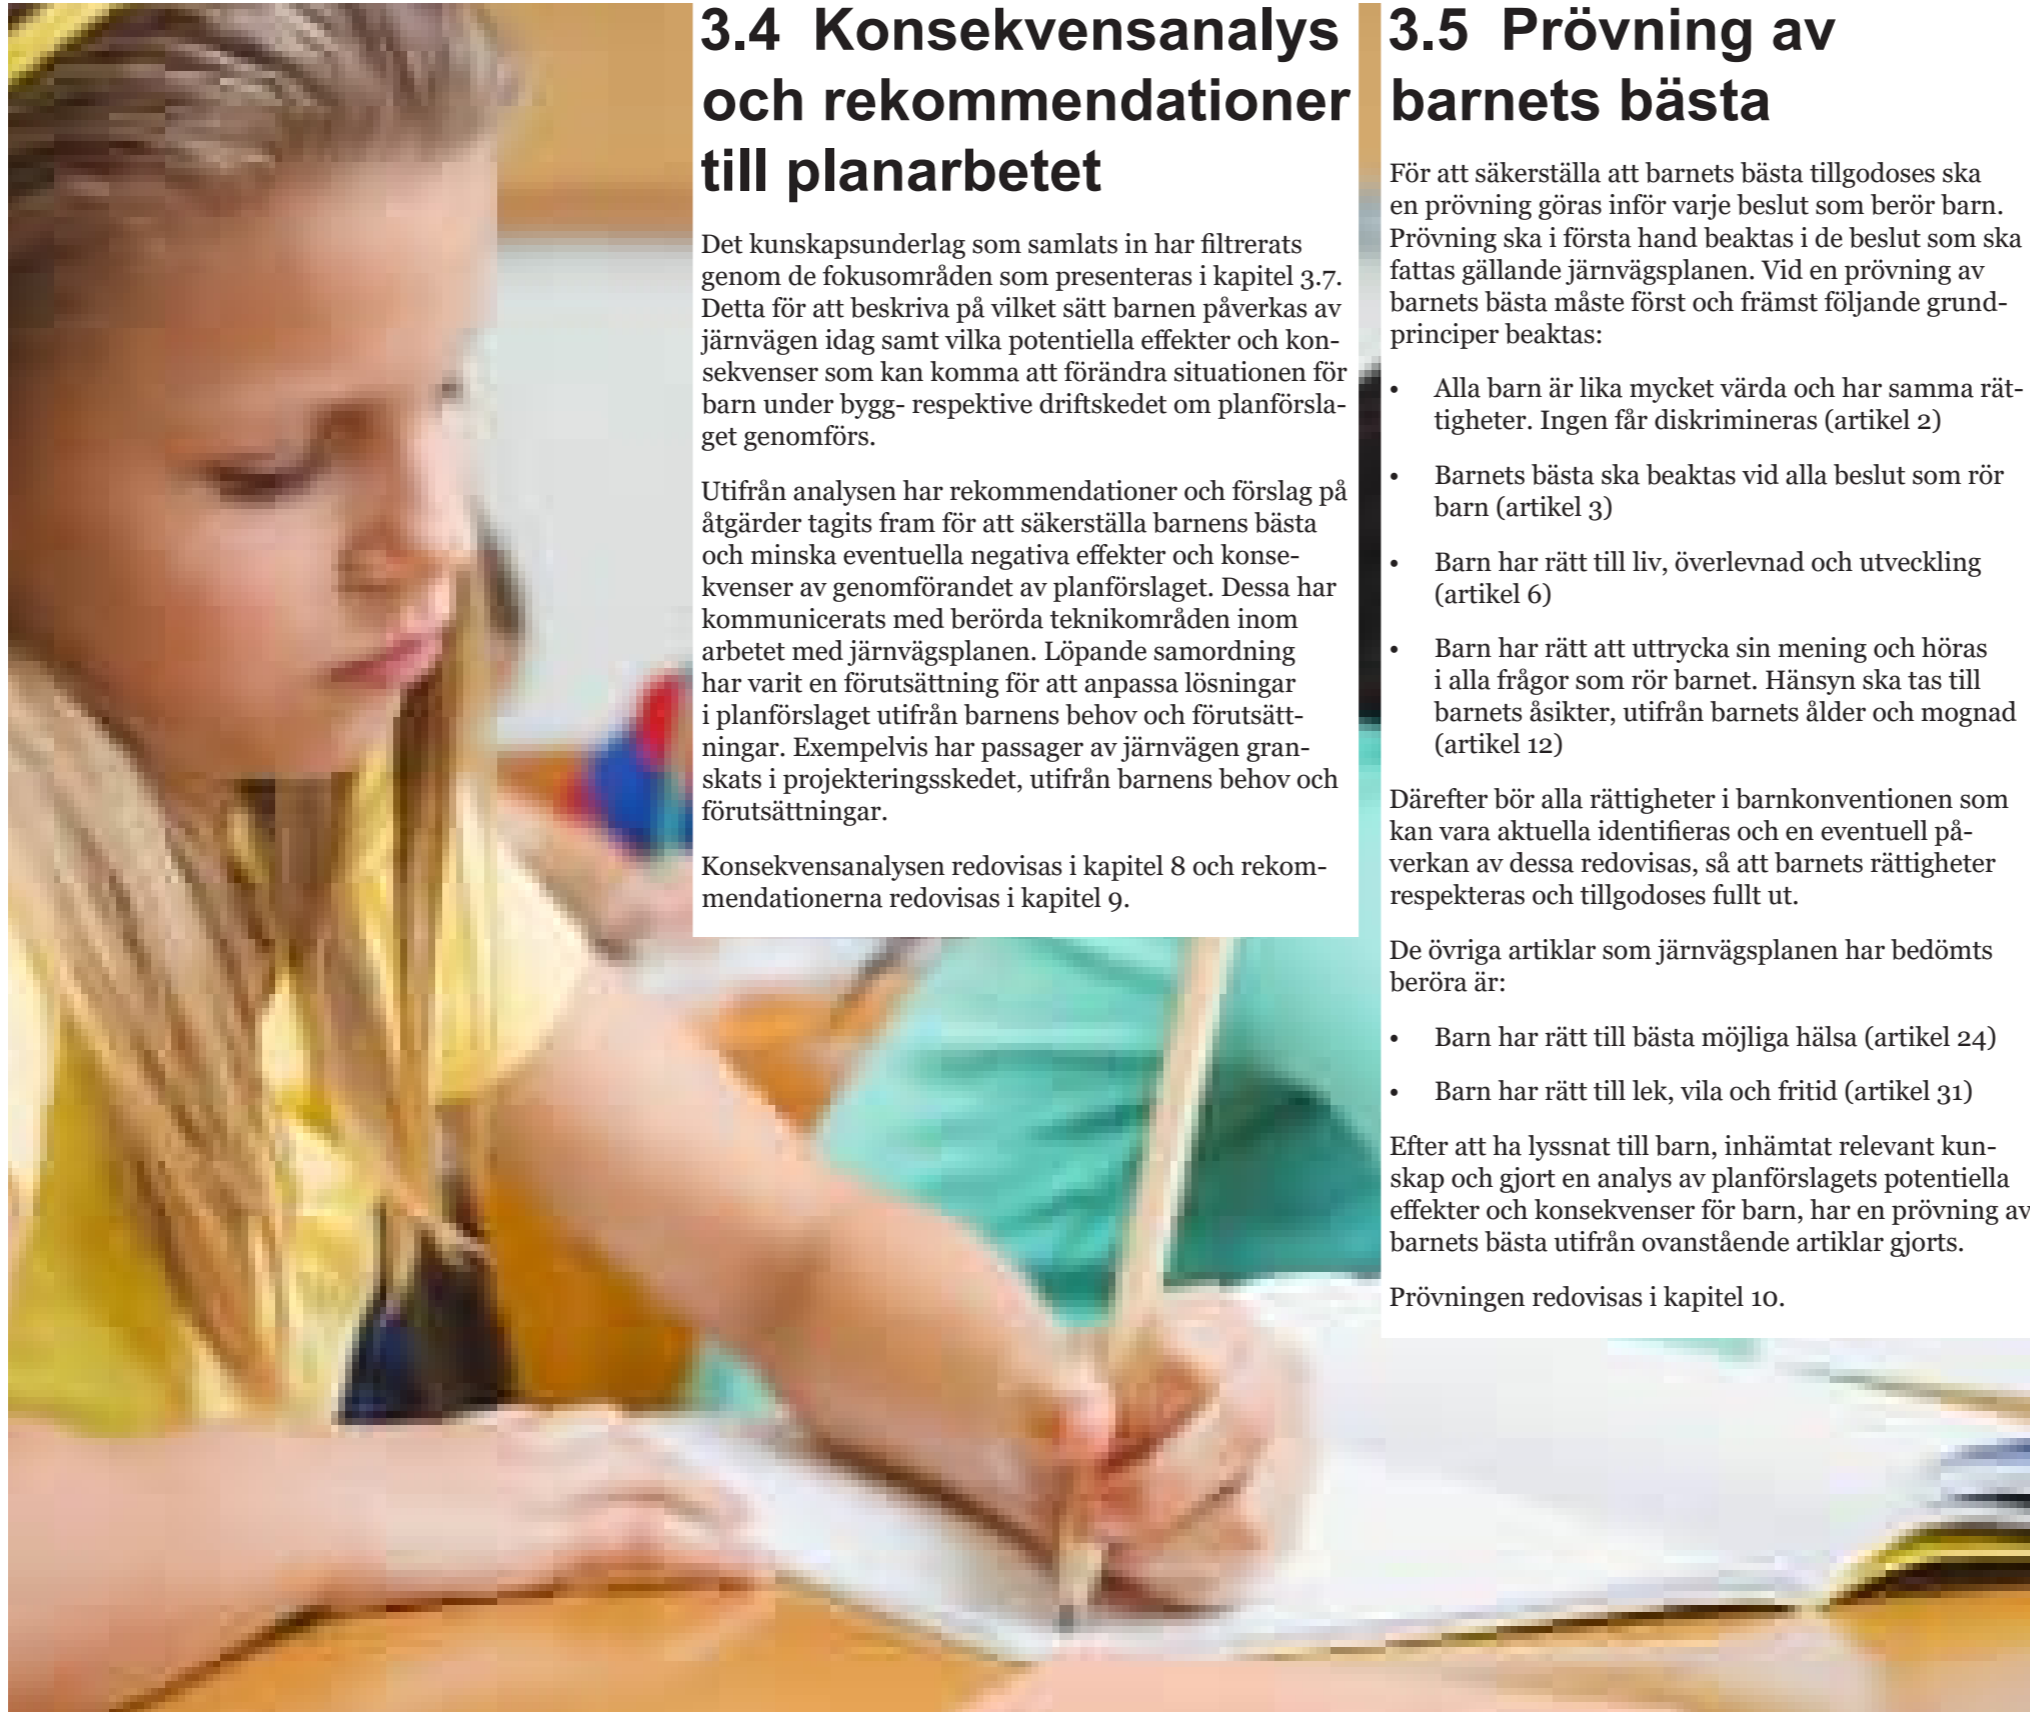 3.4 Konsekvensanalys
och rekommendationer
till planarbetet
Det kunskapsunderlag som samlats in har filtrerats
genom de fokusområden som presenteras i kapitel 3.7.
Detta för att beskriva på vilket sätt barnen påverkas av
järnvägen idag samt vilka potentiella effekter och kon-
sekvenser som kan komma att förändra situationen för
barn under bygg- respektive driftskedet om planförsla-
get genomförs.
Utifrån analysen har rekommendationer och förslag på
åtgärder tagits fram för att säkerställa barnens bästa
och minska eventuella negativa effekter och konse-
kvenser av genomförandet av planförslaget. Dessa har
kommunicerats med berörda teknikområden inom
arbetet med järnvägsplanen. Löpande samordning
har varit en förutsättning för att anpassa lösningar
i planförslaget utifrån barnens behov och förutsätt-
ningar. Exempelvis har passager av järnvägen gran-
skats i projekteringsskedet, utifrån barnens behov och
förutsättningar.
Konsekvensanalysen redovisas i kapitel 8 och rekom-
mendationerna redovisas i kapitel 9.
3.5 Prövning av
barnets bästa
För att säkerställa att barnets bästa tillgodoses ska
en prövning göras inför varje beslut som berör barn.
Prövning ska i första hand beaktas i de beslut som ska
fattas gällande järnvägsplanen. Vid en prövning av
barnets bästa måste först och främst följande grund-
principer beaktas:
• Alla barn är lika mycket värda och har samma rät-
tigheter. Ingen får diskrimineras (artikel 2)
• Barnets bästa ska beaktas vid alla beslut som rör
barn (artikel 3)
• Barn har rätt till liv, överlevnad och utveckling
(artikel 6)
• Barn har rätt att uttrycka sin mening och höras
i alla frågor som rör barnet. Hänsyn ska tas till
barnets åsikter, utifrån barnets ålder och mognad
(artikel 12)
Därefter bör alla rättigheter i barnkonventionen som
kan vara aktuella identifieras och en eventuell på-
verkan av dessa redovisas, så att barnets rättigheter
respekteras och tillgodoses fullt ut.
De övriga artiklar som järnvägsplanen har bedömts
beröra är:
• Barn har rätt till bästa möjliga hälsa (artikel 24)
• Barn har rätt till lek, vila och fritid (artikel 31)
Efter att ha lyssnat till barn, inhämtat relevant kun-
skap och gjort en analys av planförslagets potentiella
effekter och konsekvenser för barn, har en prövning av
barnets bästa utifrån ovanstående artiklar gjorts.
Prövningen redovisas i kapitel 10.